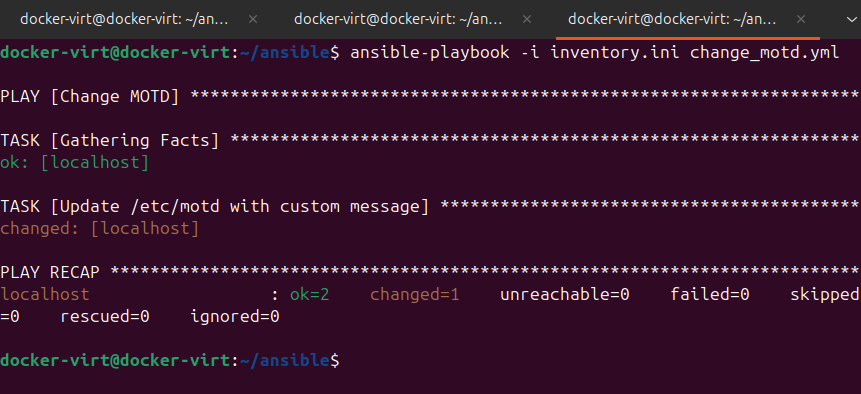 docker-virt@docker-virt: ~/an... × docker-virt@docker-virt: ~/an... × docker-virt@docker-virt: ~/an... ×
docker-virt@docker-virt:~/ansible$ ansible-playbook -i inventory.ini change_motd.yml
PLAY [Change MOTD] *******************************************************************
TASK [Gathering Facts] ***************************************************************
ok: [localhost]
TASK [Update /etc/motd with custom message] ******************************************
changed: [localhost]
PLAY RECAP ***************************************************************************
localhost                  : ok=2    changed=1    unreachable=0    failed=0    skipped
=0    rescued=0    ignored=0
docker-virt@docker-virt:~/ansible$